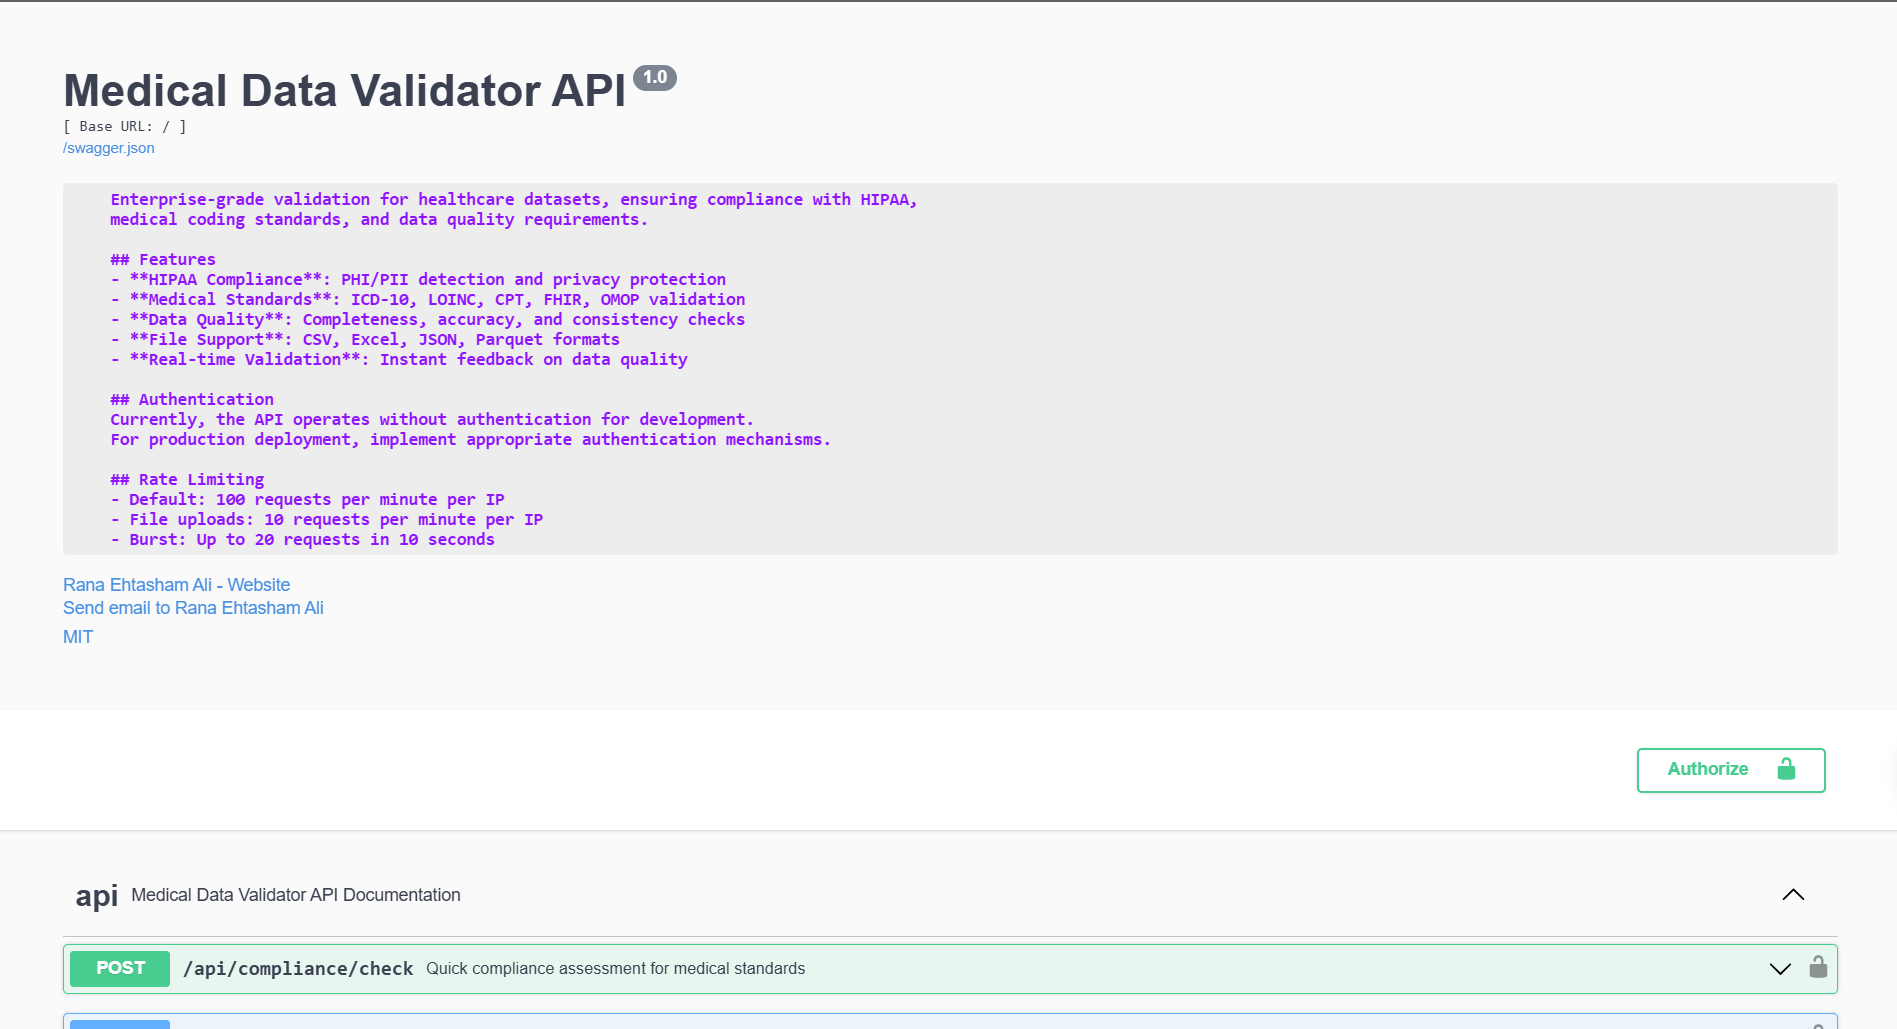 Medical Data Validator API 1.0
[ Base URL: / ]
/swagger.json
Enterprise-grade validation for healthcare datasets, ensuring compliance with HIPAA,
medical coding standards, and data quality requirements.
## Features
- **HIPAA Compliance**: PHI/PII detection and privacy protection
- **Medical Standards**: ICD-10, LOINC, CPT, FHIR, OMOP validation
- **Data Quality**: Completeness, accuracy, and consistency checks
- **File Support**: CSV, Excel, JSON, Parquet formats
- **Real-time Validation**: Instant feedback on data quality
## Authentication
Currently, the API operates without authentication for development.
For production deployment, implement appropriate authentication mechanisms.
## Rate Limiting
- Default: 100 requests per minute per IP
- File uploads: 10 requests per minute per IP
- Burst: Up to 20 requests in 10 seconds
Rana Ehtasham Ali - Website
Send email to Rana Ehtasham Ali
MIT
Authorize
api Medical Data Validator API Documentation
POST /api/compliance/check Quick compliance assessment for medical standards